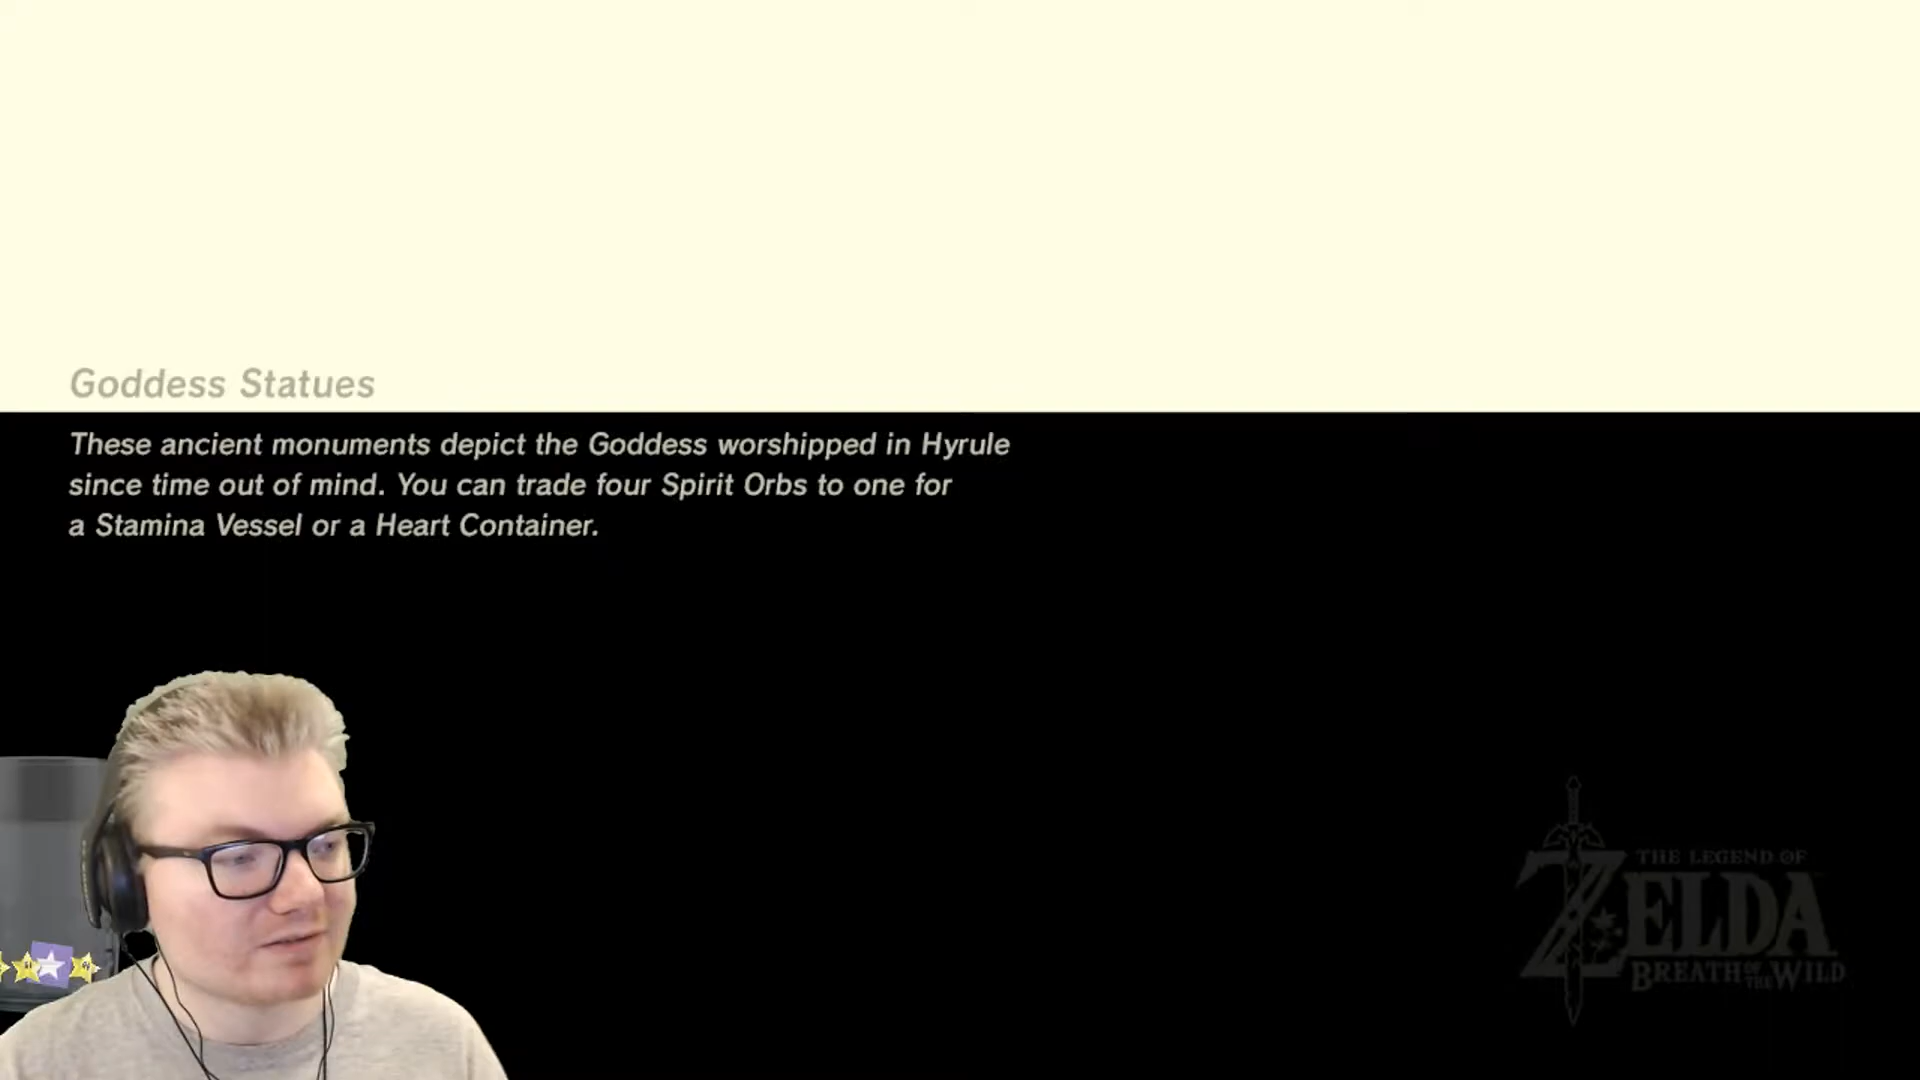 Goddess Statues
These ancient monuments depict the Goddess worshipped in Hyrule
since time out of mind. You can trade four Spirit Orbs to one for
a Stamina Vessel or a Heart Container.
THE LEGEND OF
ZELDA
BREATH OF THE WILD